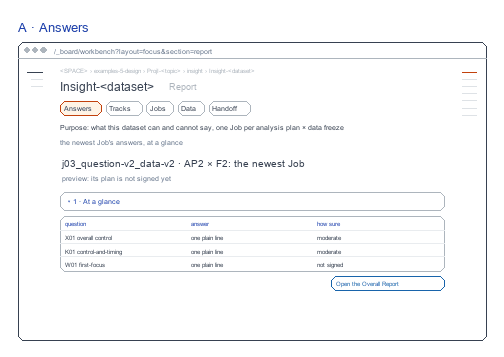 A · Answers
/_board/workbench?layout=focus&section=report
<SPACE> › examples-5-design › Proj-<topic> › insight › Insight-<dataset>
Insight-<dataset> Report
Answers Tracks Jobs Data Handoff
Purpose: what this dataset can and cannot say, one Job per analysis plan × data freeze
the newest Job's answers, at a glance
j03_question-v2_data-v2 · AP2 × F2: the newest Job
preview: its plan is not signed yet
• 1 · At a glance
question answer how sure
X01 overall control one plain line moderate
K01 control-and-timing one plain line moderate
W01 first-focus one plain line not signed
Open the Overall Report